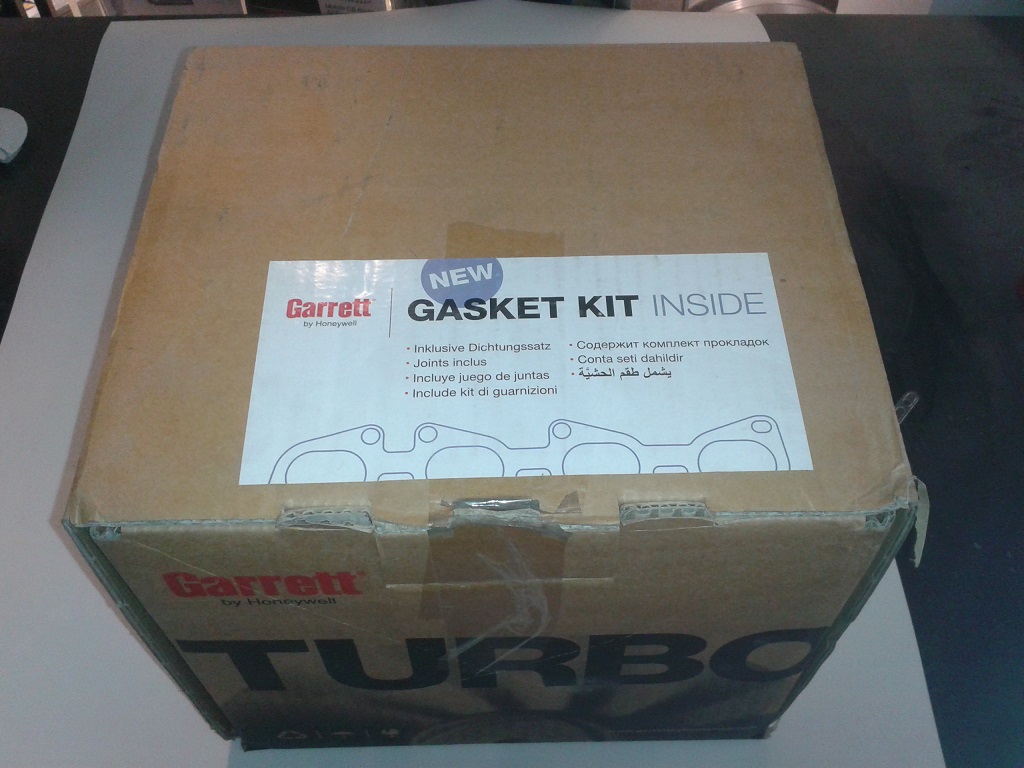 NEW
Garrett
by Honeywell
GASKET KIT INSIDE
• Inklusive Dichtungssatz
• Joints inclus
• Incluye juego de juntas
• Include kit di guarnizioni
• Содержит комплект прокладок
• Conta seti dahildir
• يشمل طقم الحشيّة
Garrett
by Honeywell
TURBO